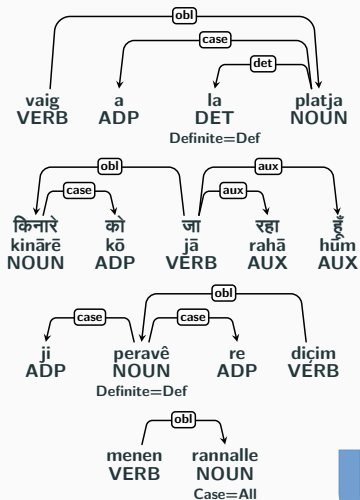 obl
case
det
vaig a la platja
VERB ADP DET NOUN
Definite=Def
obl aux
case aux
किनारे को जा रहा हूँ
kinārē kō jā rahā hūm̐
NOUN ADP VERB AUX AUX
obl
case case
ji peravê re diçim
ADP NOUN ADP VERB
Definite=Def
obl
menen rannalle
VERB NOUN
Case=All